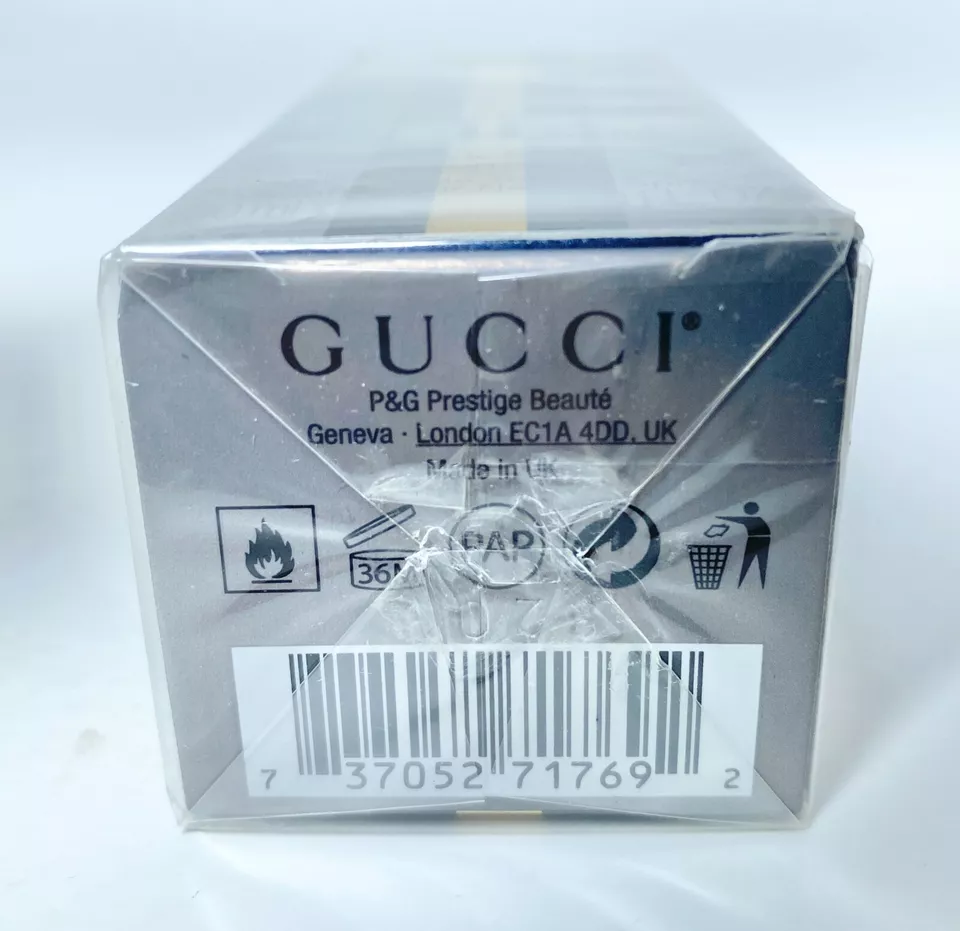 GUCCI®
P&G Prestige Beauté
Geneva · London EC1A 4DD, UK
Made in UK
36M
PAP
7 37052 71769 2